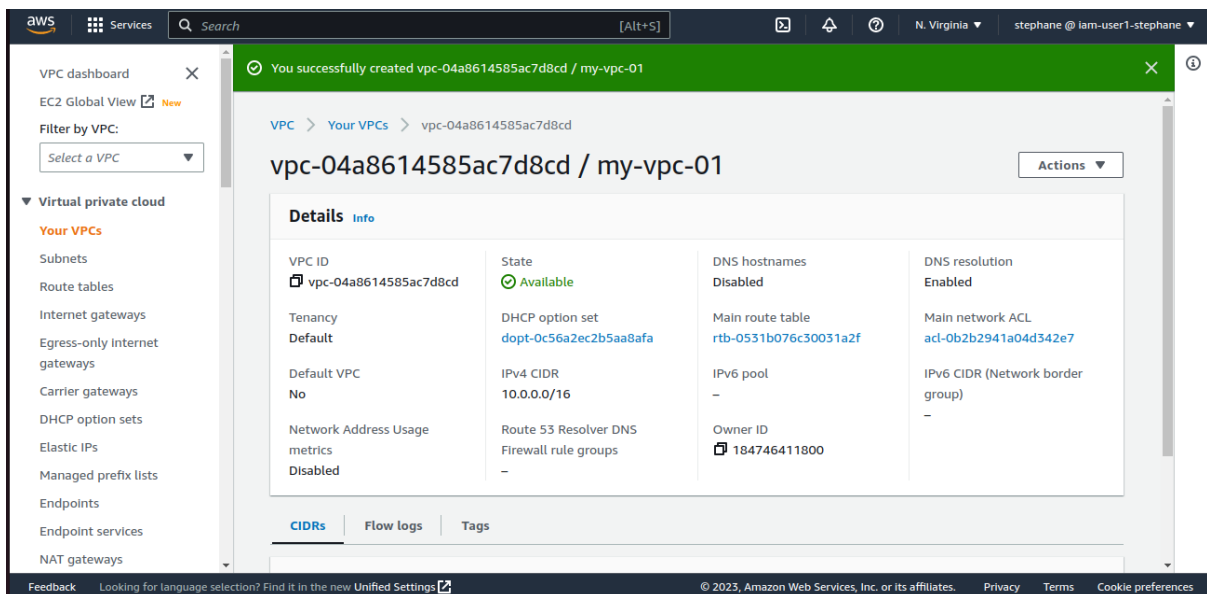 aws Services Search [Alt+S] N. Virginia stephane @ iam-user1-stephane
VPC dashboard
EC2 Global View New
Filter by VPC:
Select a VPC
Virtual private cloud
Your VPCs
Subnets
Route tables
Internet gateways
Egress-only internet
gateways
Carrier gateways
DHCP option sets
Elastic IPs
Managed prefix lists
Endpoints
Endpoint services
NAT gateways
You successfully created vpc-04a8614585ac7d8cd / my-vpc-01
VPC > Your VPCs > vpc-04a8614585ac7d8cd
vpc-04a8614585ac7d8cd / my-vpc-01
Actions
Details Info
VPC ID
vpc-04a8614585ac7d8cd
State
Available
DNS hostnames
Disabled
DNS resolution
Enabled
Tenancy
Default
DHCP option set
dopt-0c56a2ec2b5aa8afa
Main route table
rtb-0531b076c30031a2f
Main network ACL
acl-0b2b2941a04d342e7
Default VPC
No
IPv4 CIDR
10.0.0.0/16
IPv6 pool
–
IPv6 CIDR (Network border
group)
–
Network Address Usage
metrics
Disabled
Route 53 Resolver DNS
Firewall rule groups
–
Owner ID
184746411800
CIDRs Flow logs Tags
Feedback Looking for language selection? Find it in the new Unified Settings © 2023, Amazon Web Services, Inc. or its affiliates. Privacy Terms Cookie preferences